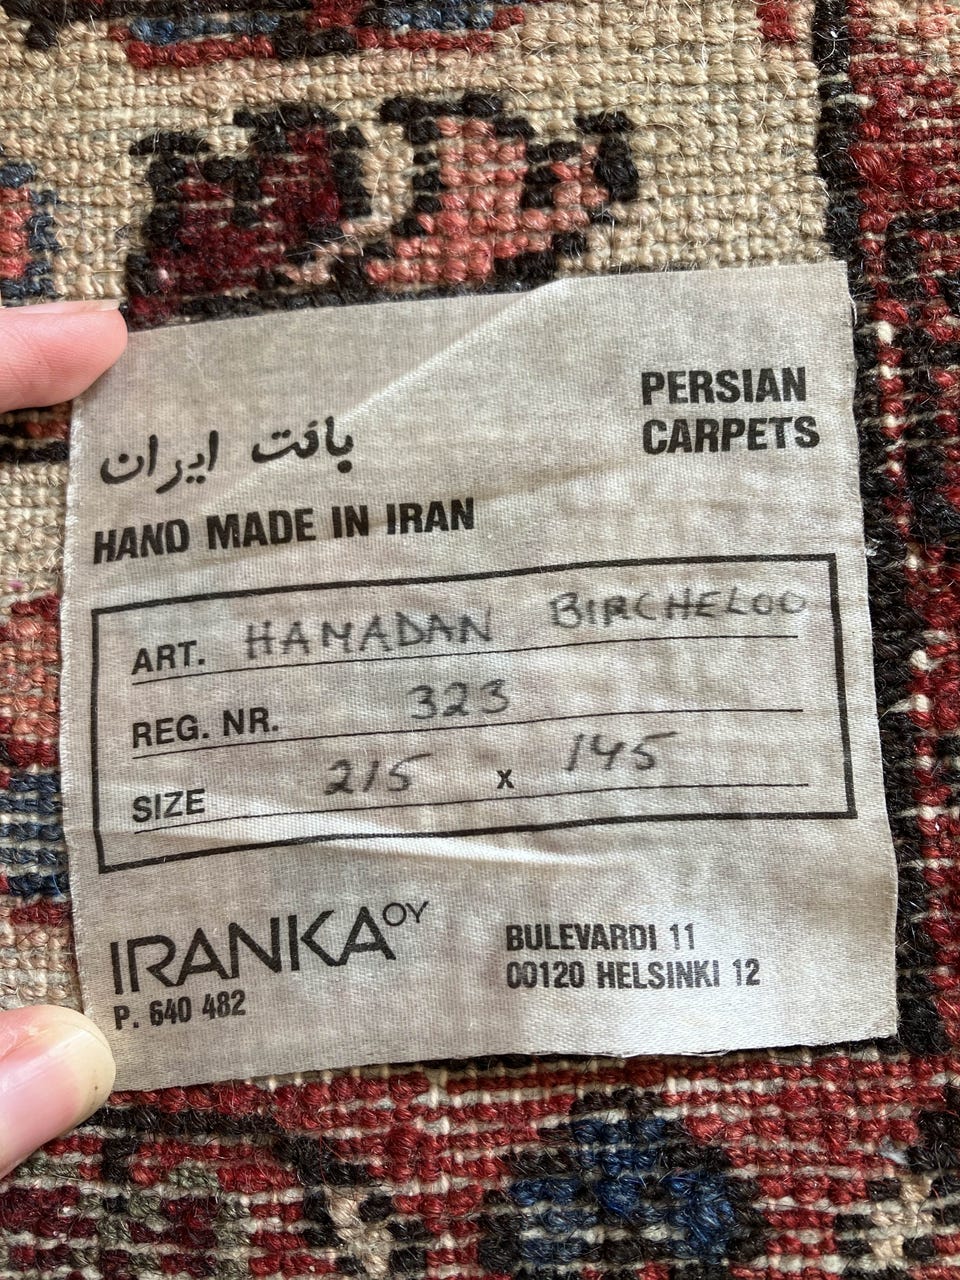 PERSIAN
CARPETS
بافت ایران
HAND MADE IN IRAN
ART. HAMADAN BIRCHELOO
REG. NR. 323
SIZE 215 x 145
IRANKA OY
P. 640 482
BULEVARDI 11
00120 HELSINKI 12